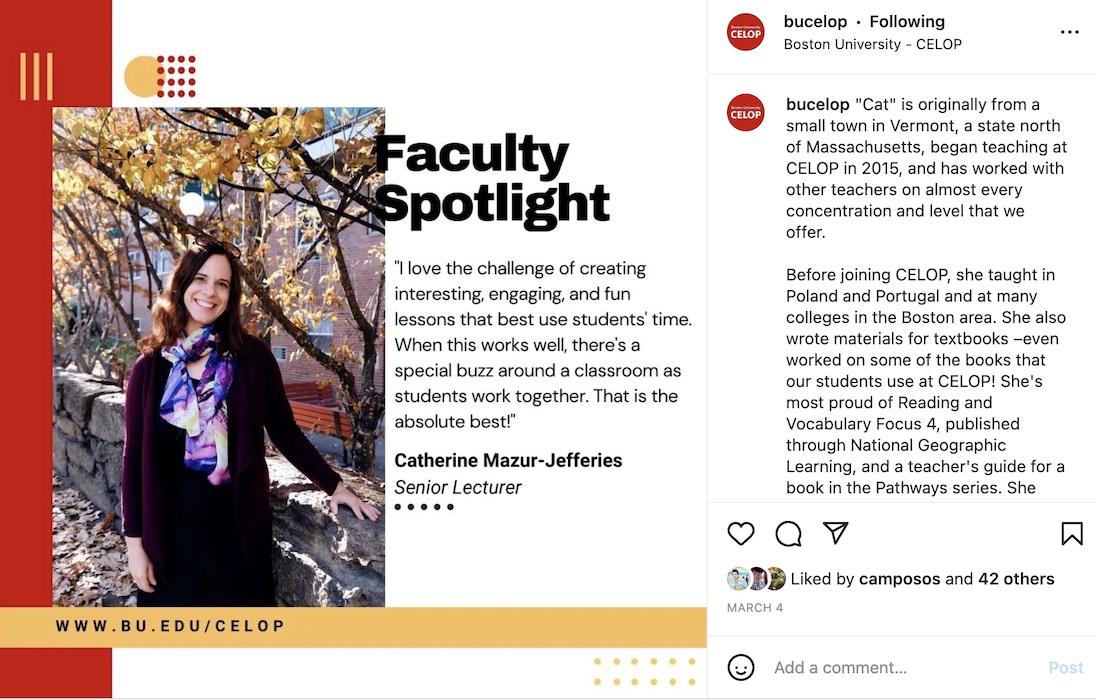 Faculty
Spotlight
"I love the challenge of creating
interesting, engaging, and fun
lessons that best use students' time.
When this works well, there's a
special buzz around a classroom as
students work together. That is the
absolute best!"
Catherine Mazur-Jefferies
Senior Lecturer
WWW.BU.EDU/CELOP
Boston University
CELOP
bucelop • Following
Boston University - CELOP
Boston University
CELOP
bucelop "Cat" is originally from a
small town in Vermont, a state north
of Massachusetts, began teaching at
CELOP in 2015, and has worked with
other teachers on almost every
concentration and level that we
offer.
Before joining CELOP, she taught in
Poland and Portugal and at many
colleges in the Boston area. She also
wrote materials for textbooks –even
worked on some of the books that
our students use at CELOP! She's
most proud of Reading and
Vocabulary Focus 4, published
through National Geographic
Learning, and a teacher's guide for a
book in the Pathways series. She
Liked by camposos and 42 others
MARCH 4
Add a comment...
Post